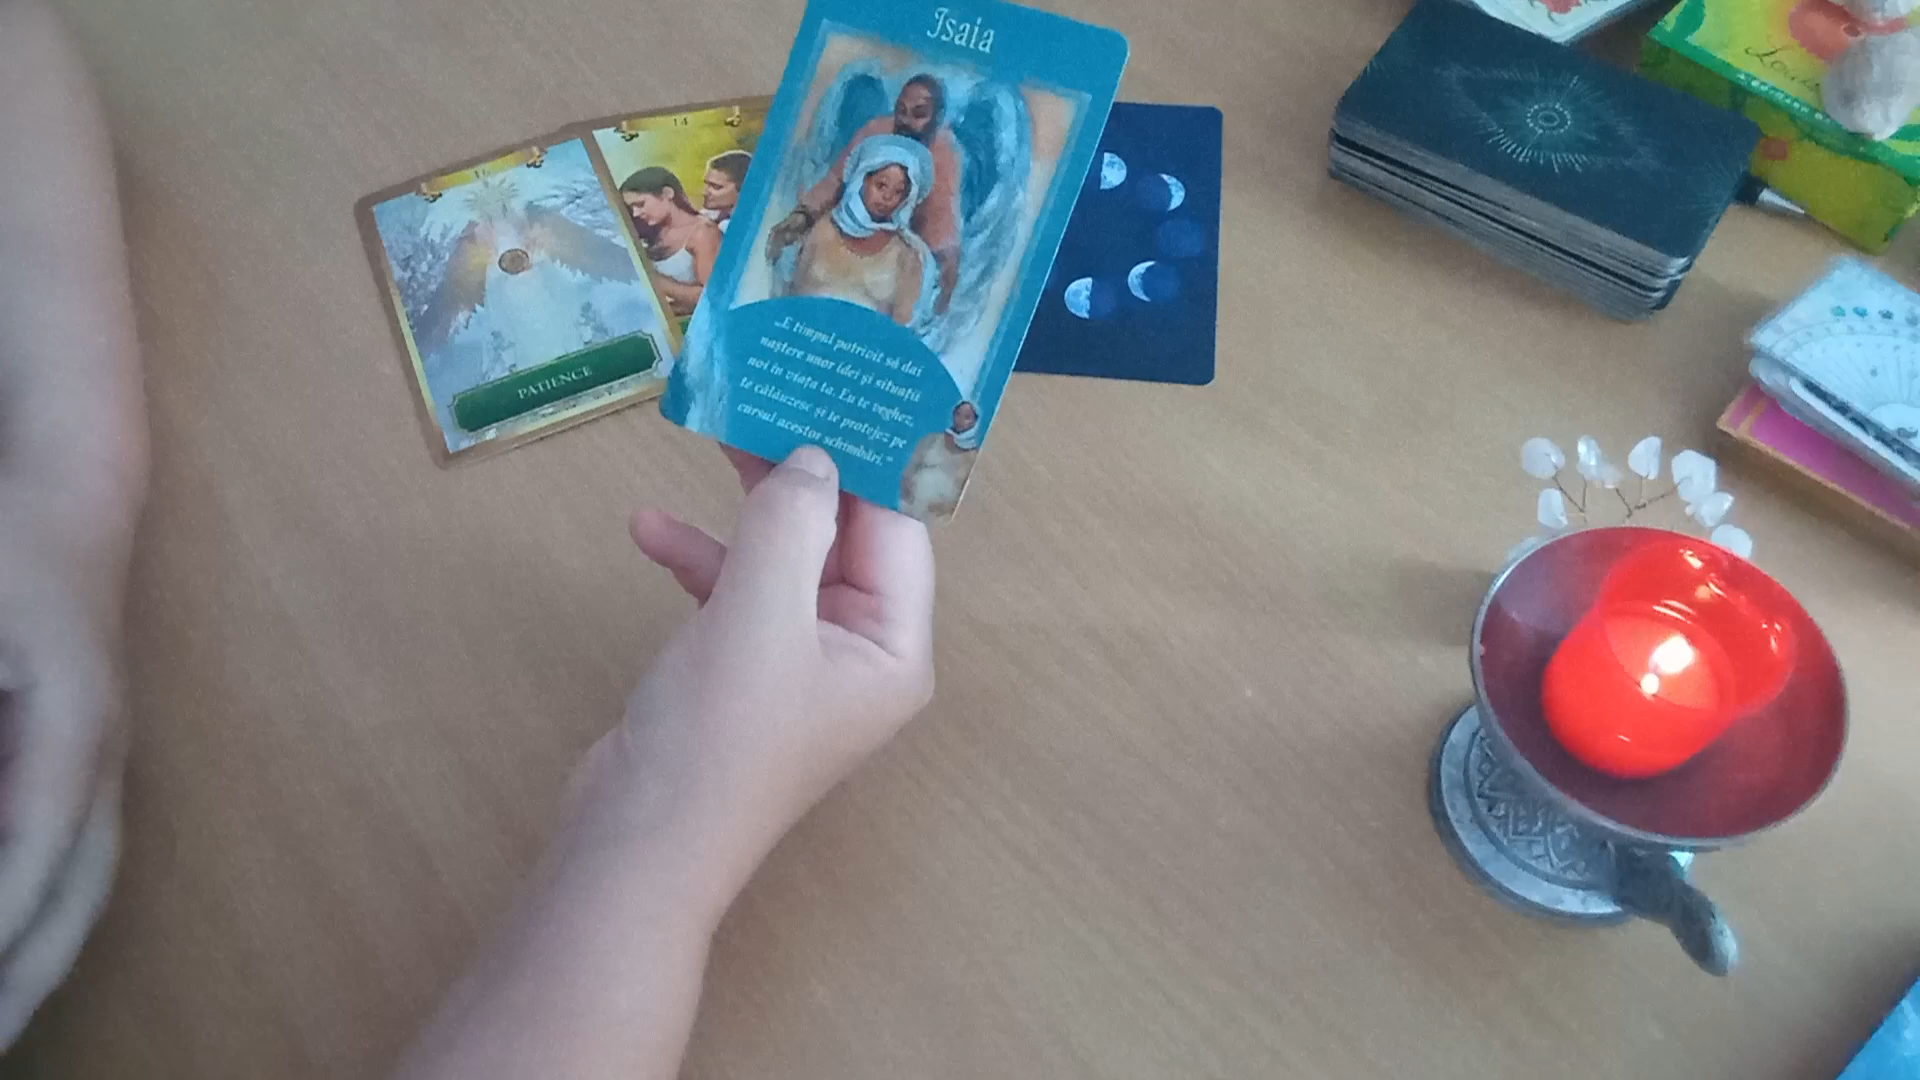 Isaia
14
„E timpul potrivit să dai
naștere unor idei și situații
noi în viața ta. Eu te veghez,
te călăuzesc și te protejez pe
cursul acestor schimbări.”
PATIENCE